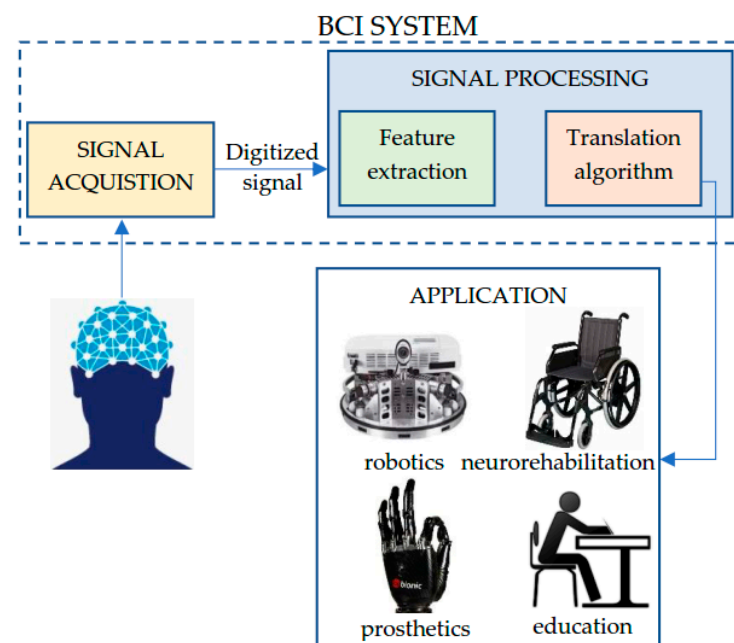 BCI SYSTEM
SIGNAL PROCESSING
SIGNAL
ACQUISTION
Digitized
signal
Feature
extraction
Translation
algorithm
APPLICATION
robotics
neurorehabilitation
bionic
prosthetics
education